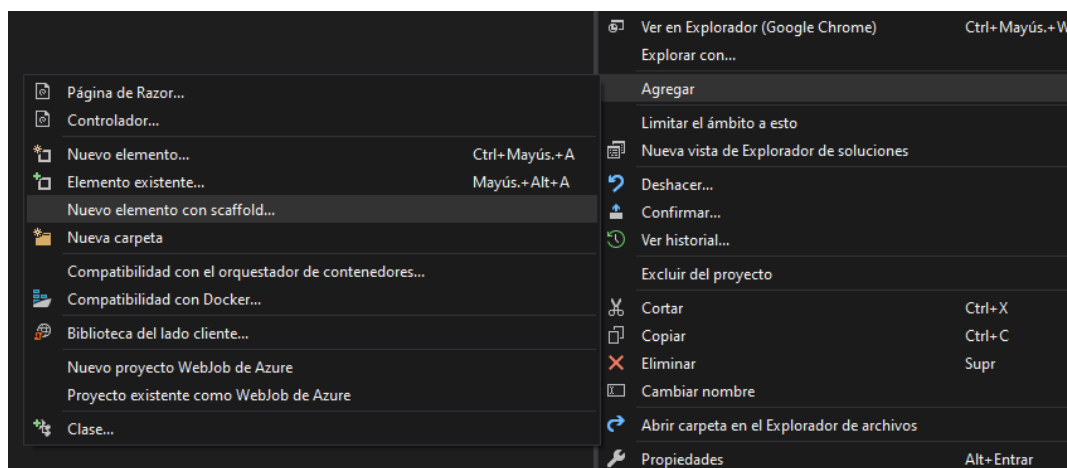 Ver en Explorador (Google Chrome) Ctrl+Mayús.+W
Explorar con...
Agregar
Limitar el ámbito a esto
Nueva vista de Explorador de soluciones
Deshacer...
Confirmar...
Ver historial...
Excluir del proyecto
Cortar Ctrl+X
Copiar Ctrl+C
Eliminar Supr
Cambiar nombre
Abrir carpeta en el Explorador de archivos
Propiedades Alt+Entrar
Página de Razor...
Controlador...
Nuevo elemento... Ctrl+Mayús.+A
Elemento existente... Mayús.+Alt+A
Nuevo elemento con scaffold...
Nueva carpeta
Compatibilidad con el orquestador de contenedores...
Compatibilidad con Docker...
Biblioteca del lado cliente...
Nuevo proyecto WebJob de Azure
Proyecto existente como WebJob de Azure
Clase...